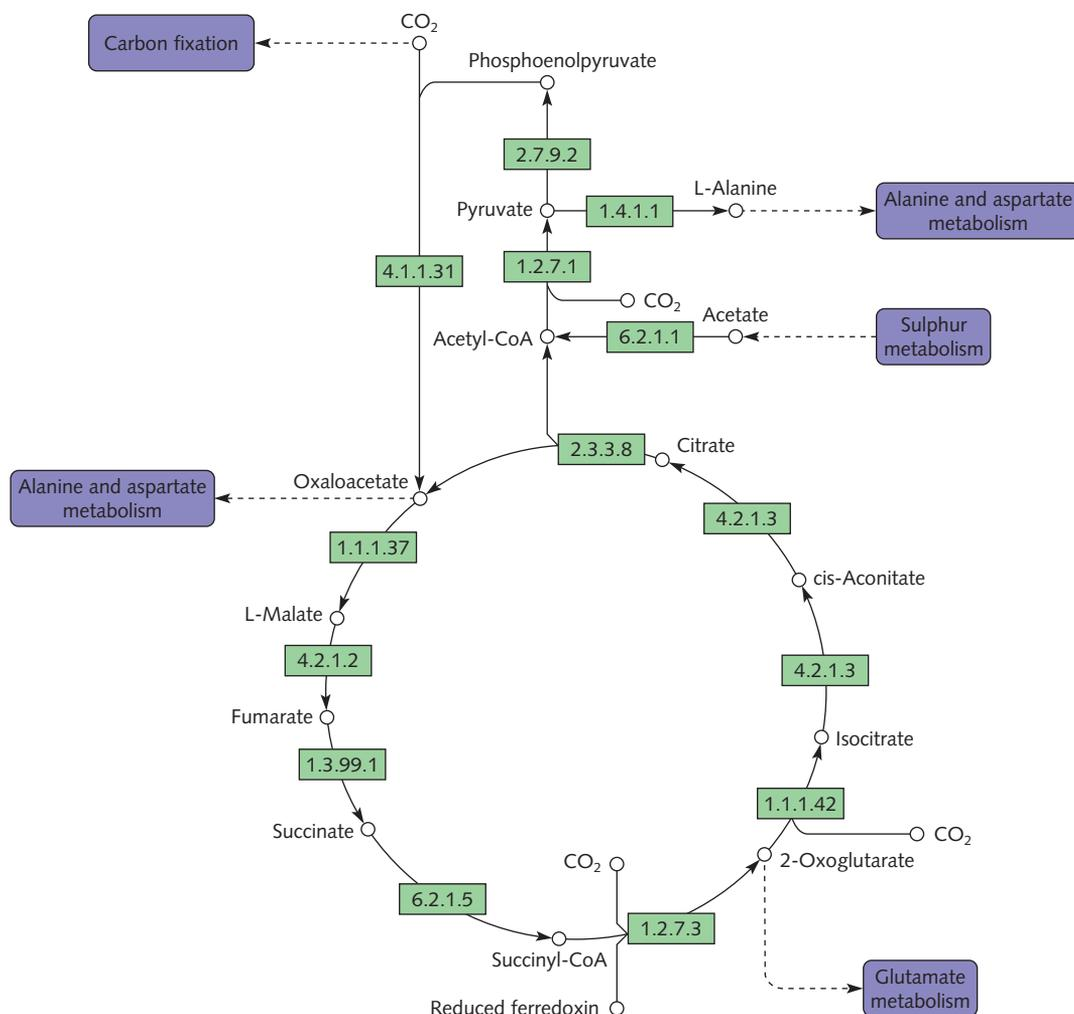 CO2
Carbon fixation
Phosphoenolpyruvate
2.7.9.2
L-Alanine
Pyruvate
1.4.1.1
Alanine and aspartate
metabolism
4.1.1.31
1.2.7.1
CO2
Acetate
Acetyl-CoA
6.2.1.1
Sulphur
metabolism
2.3.3.8
Citrate
Oxaloacetate
Alanine and aspartate
metabolism
4.2.1.3
1.1.1.37
cis-Aconitate
L-Malate
4.2.1.2
4.2.1.3
Fumarate
Isocitrate
1.3.99.1
1.1.1.42
Succinate
CO2
CO2
2-Oxoglutarate
6.2.1.5
1.2.7.3
Succinyl-CoA
Glutamate
metabolism
Reduced ferredoxin